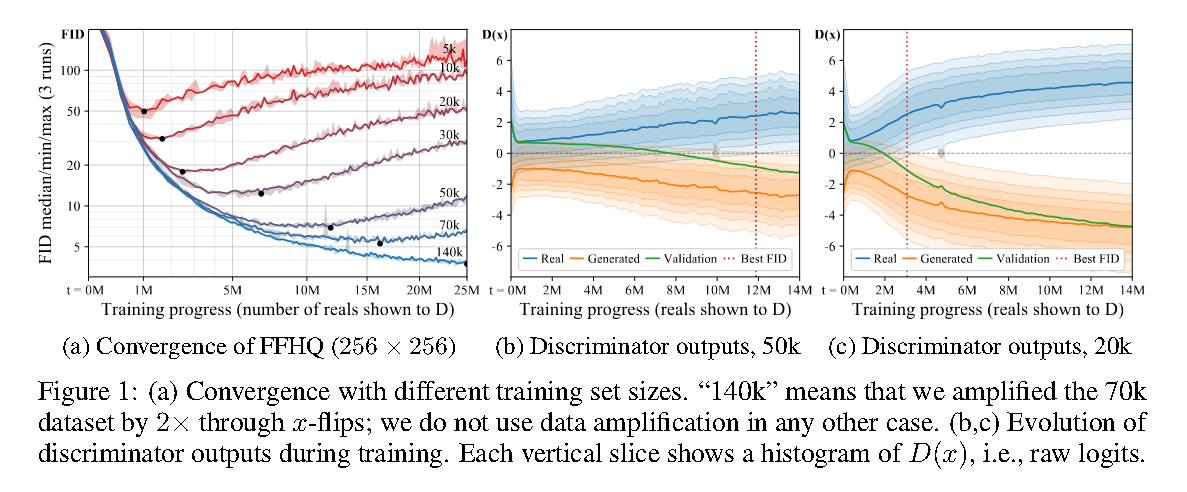 FID
FID median/min/max (3 runs)
100
50
20
10
5
5k
10k
20k
30k
50k
70k
140k
t = 0M 1M 5M 10M 15M 20M 25M
Training progress (number of reals shown to D)
(a) Convergence of FFHQ (256 × 256)
D(x)
6
4
2
0
−2
−4
−6
Real Generated Validation Best FID
t = 0M 2M 4M 6M 8M 10M 12M 14M
Training progress (reals shown to D)
(b) Discriminator outputs, 50k
D(x)
6
4
2
0
−2
−4
−6
Real Generated Validation Best FID
t = 0M 2M 4M 6M 8M 10M 12M 14M
Training progress (reals shown to D)
(c) Discriminator outputs, 20k
Figure 1: (a) Convergence with different training set sizes. “140k” means that we amplified the 70k
dataset by 2× through x-flips; we do not use data amplification in any other case. (b,c) Evolution of
discriminator outputs during training. Each vertical slice shows a histogram of D(x), i.e., raw logits.